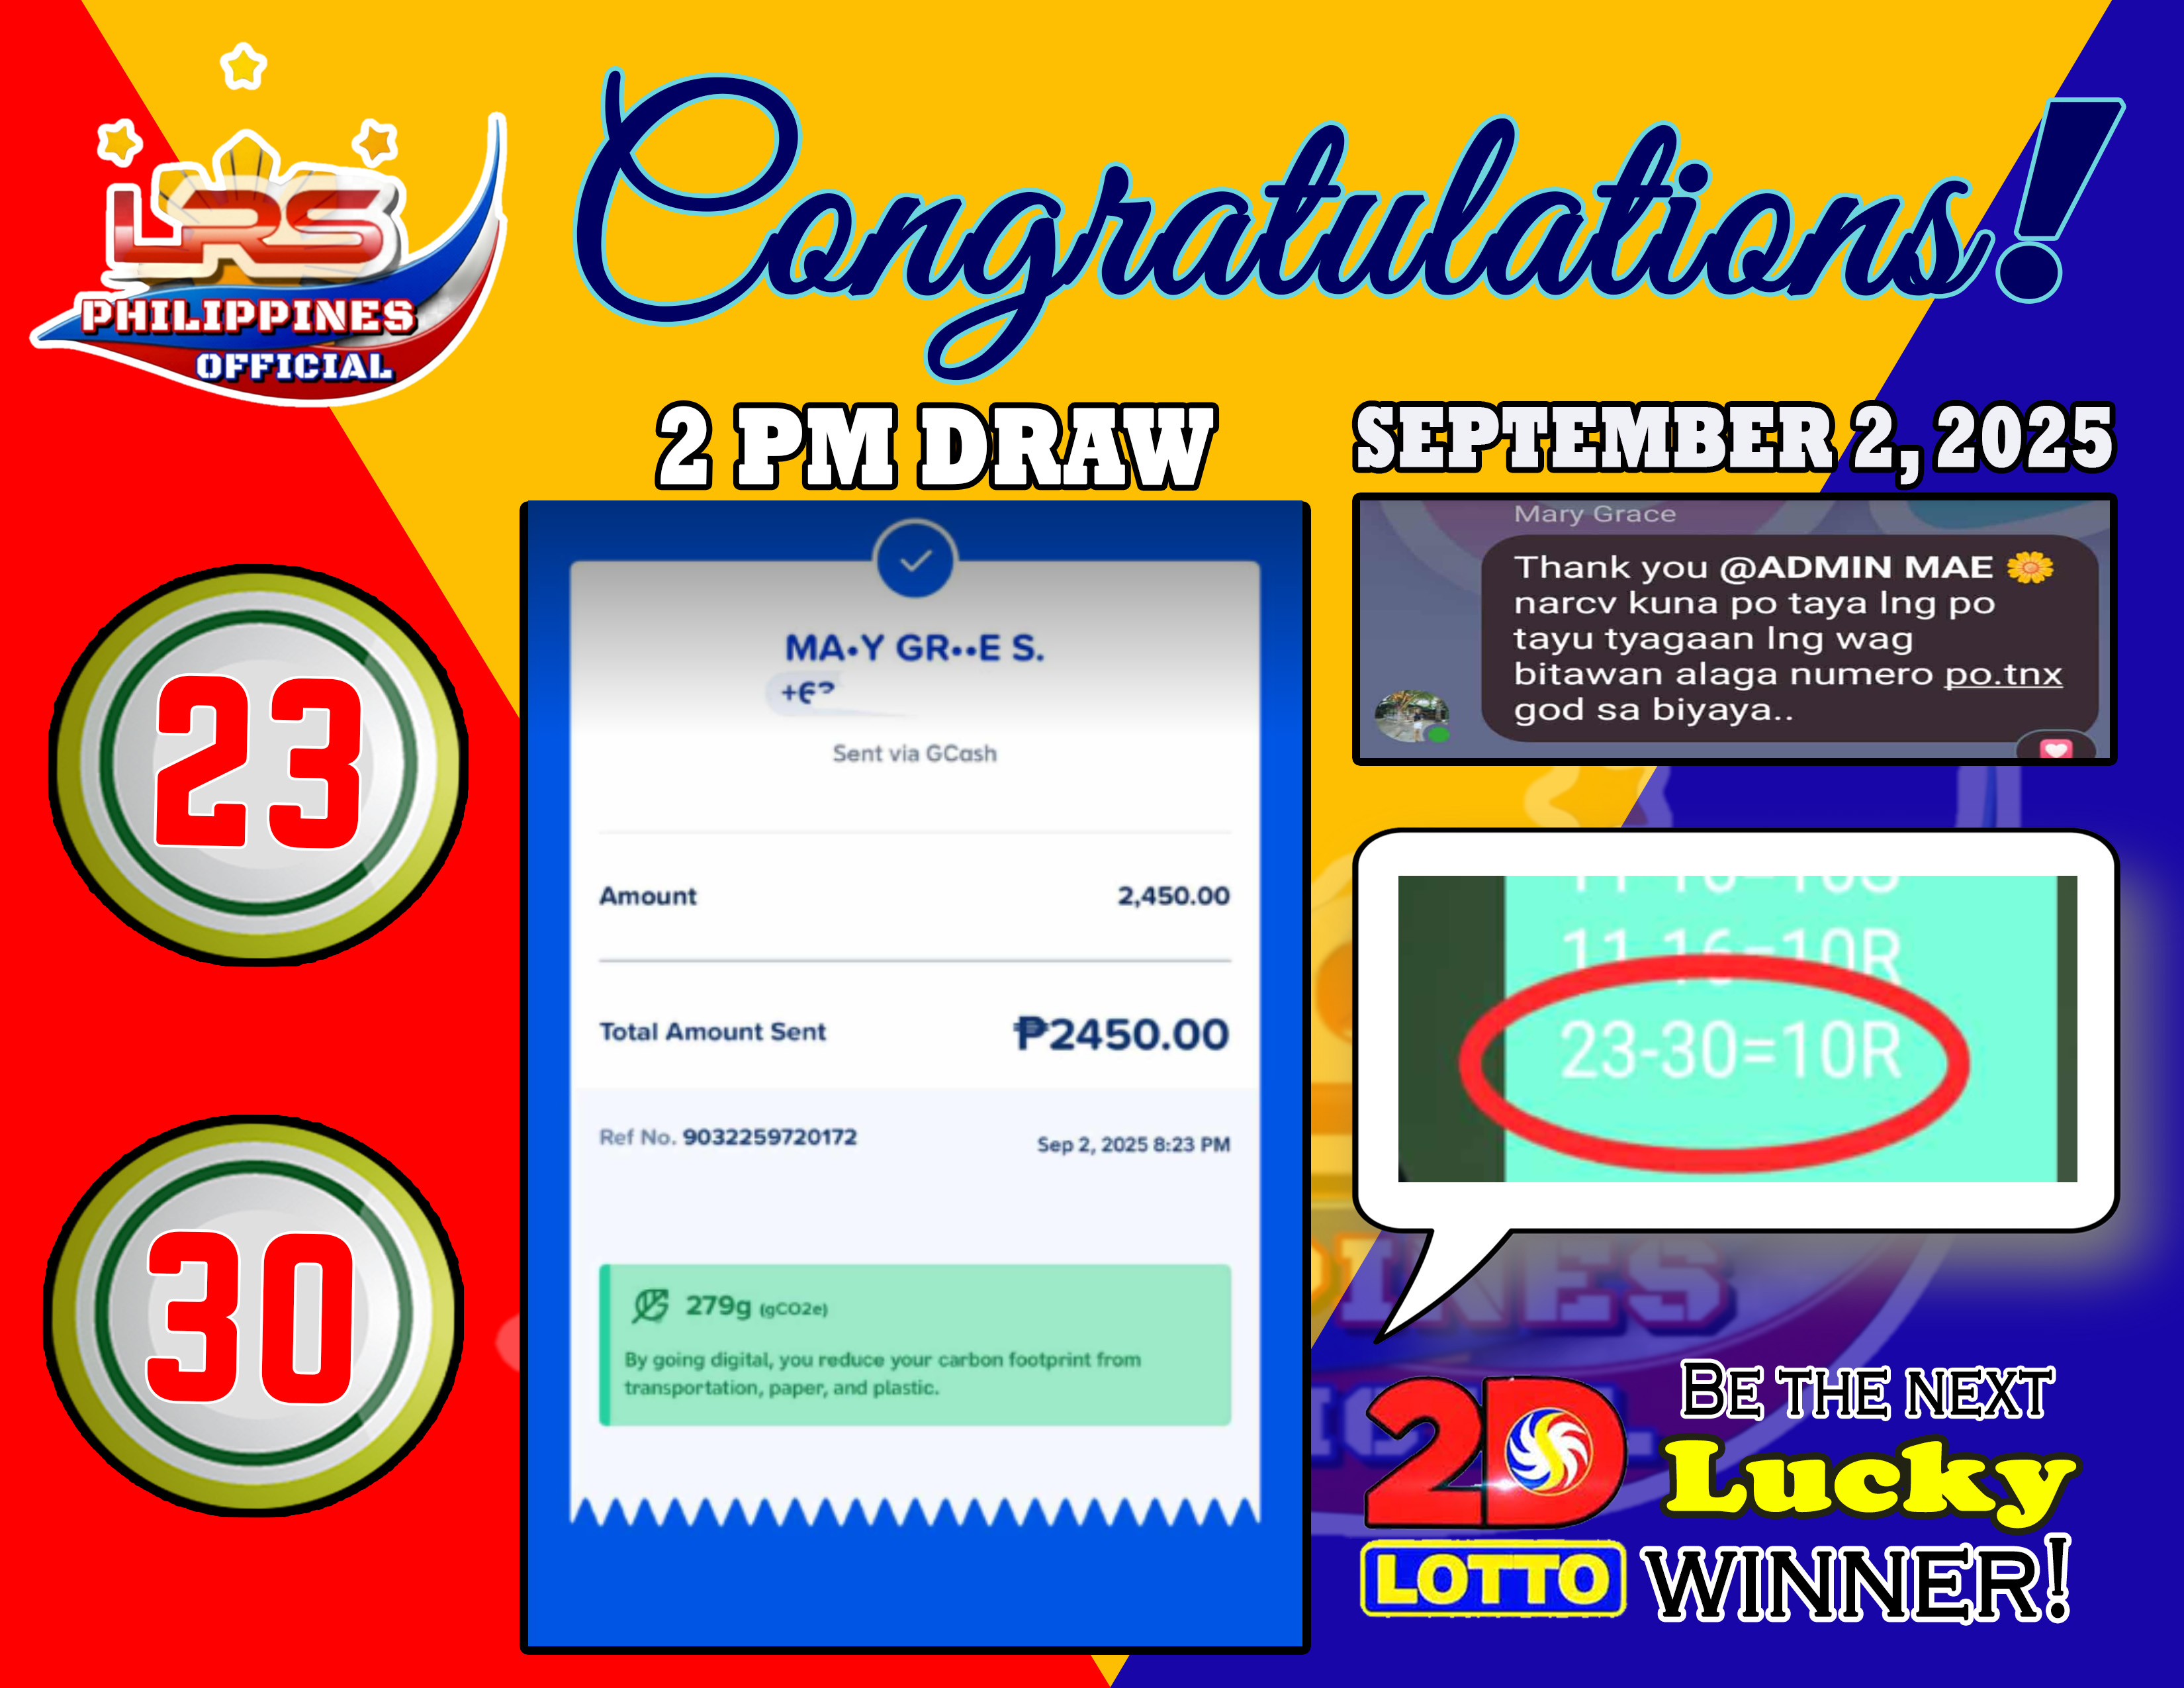 LRS
PHILIPPINES
OFFICIAL
Congratulations!
2 PM DRAW
SEPTEMBER 2, 2025
23
30
MA••Y GR••E S.
Sent via GCash
Amount 2,450.00
Total Amount Sent ₱2450.00
Ref No. 9032259720172 Sep 2, 2025 8:23 PM
279g (gCO2e)
By going digital, you reduce your carbon footprint from
transportation, paper, and plastic.
Mary Grace
Thank you @ADMIN MAE 🌼
narcv kuna po taya lng po
tayu tyagaan lng wag
bitawan alaga numero po.tnx
god sa biyaya..
11-16=10R
23-30=10R
2D
LOTTO
BE THE NEXT
Lucky
WINNER!